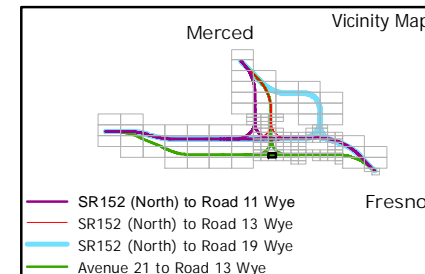 Vicinity Map
Merced
Fresno
SR152 (North) to Road 11 Wye
SR152 (North) to Road 13 Wye
SR152 (North) to Road 19 Wye
Avenue 21 to Road 13 Wye